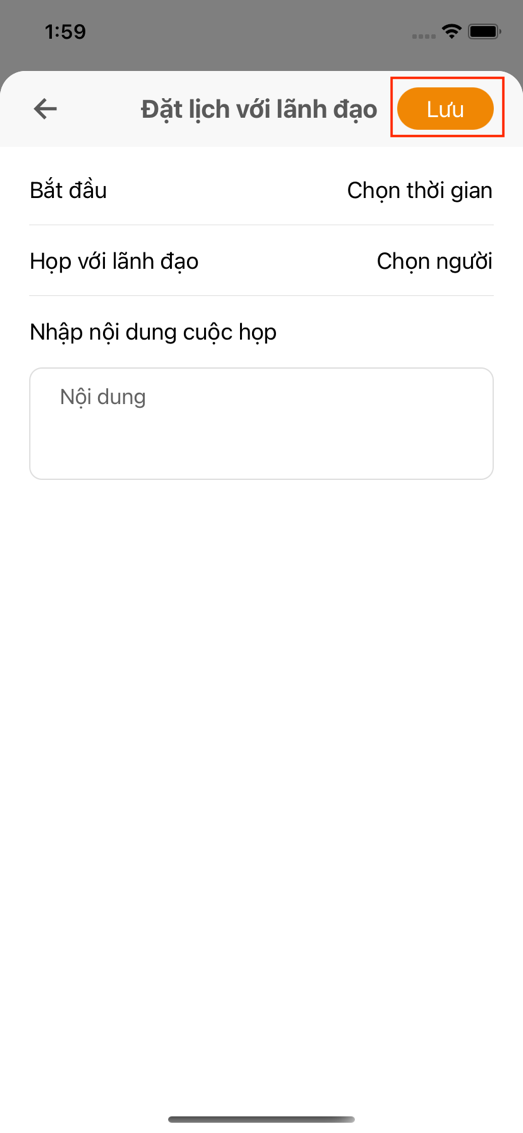 1:59
Đặt lịch với lãnh đạo
Lưu
Bắt đầu
Chọn thời gian
Họp với lãnh đạo
Chọn người
Nhập nội dung cuộc họp
Nội dung